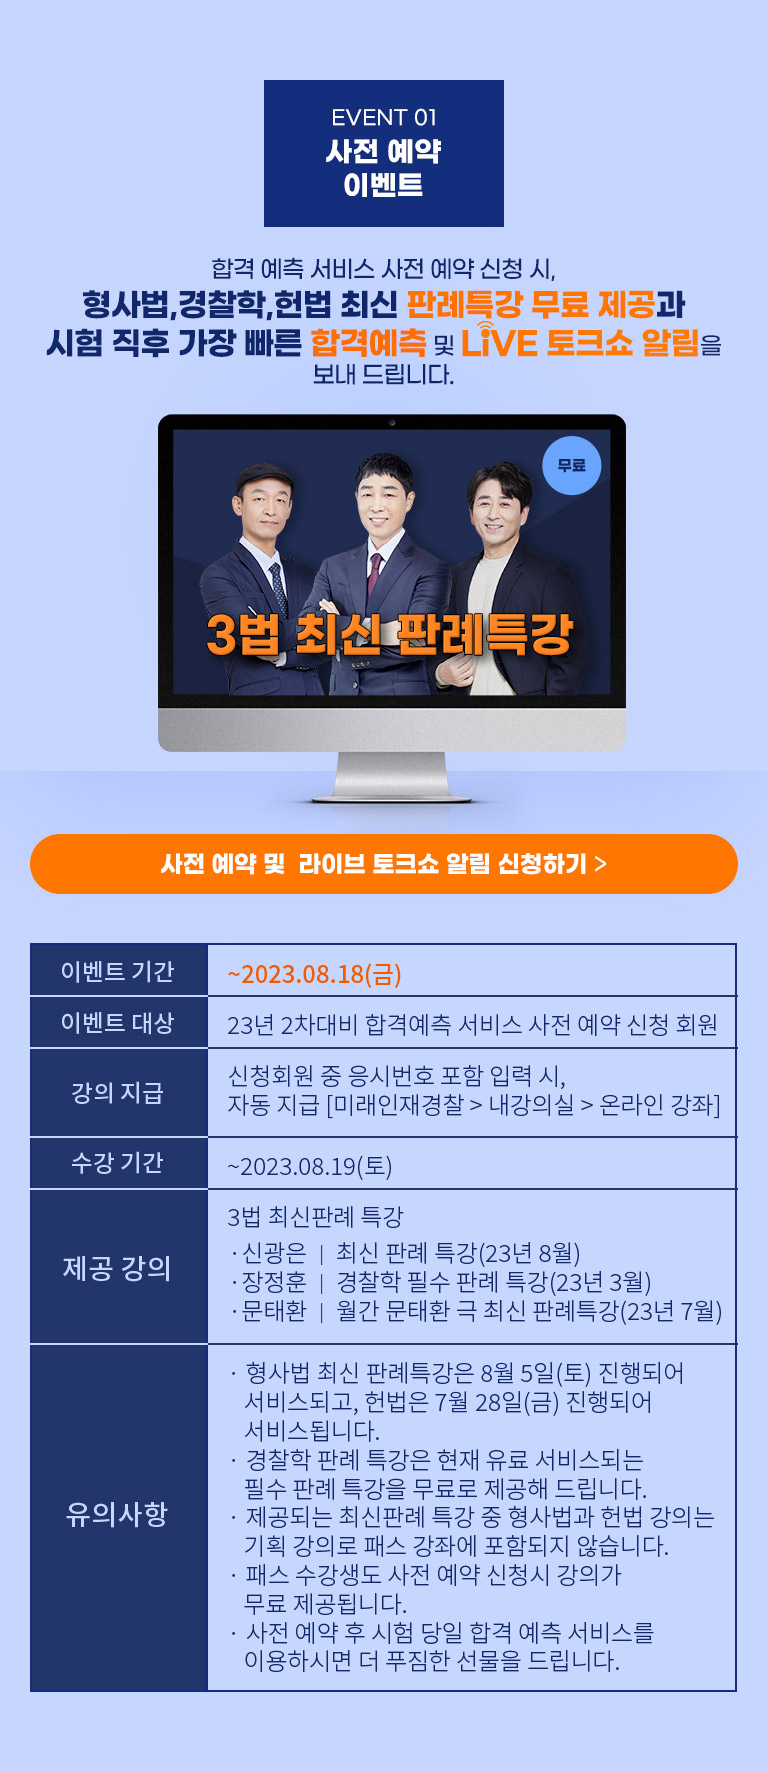 EVENT 01
사전 예약
이벤트
합격 예측 서비스 사전 예약 신청 시,
형사법,경찰학,헌법 최신 판례특강 무료 제공과
시험 직후 가장 빠른 합격예측 및 LiVE 토크쇼 알림을
보내 드립니다.
무료
3법 최신 판례특강
사전 예약 및 라이브 토크쇼 알림 신청하기 >
이벤트 기간
~2023.08.18(금)
이벤트 대상
23년 2차대비 합격예측 서비스 사전 예약 신청 회원
강의 지급
신청회원 중 응시번호 포함 입력 시,
자동 지급 [미래인재경찰 > 내강의실 > 온라인 강좌]
수강 기간
~2023.08.19(토)
제공 강의
3법 최신판례 특강
·신광은 | 최신 판례 특강(23년 8월)
·장정훈 | 경찰학 필수 판례 특강(23년 3월)
·문태환 | 월간 문태환 극 최신 판례특강(23년 7월)
유의사항
· 형사법 최신 판례특강은 8월 5일(토) 진행되어
서비스되고, 헌법은 7월 28일(금) 진행되어
서비스됩니다.
· 경찰학 판례 특강은 현재 유료 서비스되는
필수 판례 특강을 무료로 제공해 드립니다.
· 제공되는 최신판례 특강 중 형사법과 헌법 강의는
기획 강의로 패스 강좌에 포함되지 않습니다.
· 패스 수강생도 사전 예약 신청시 강의가
무료 제공됩니다.
· 사전 예약 후 시험 당일 합격 예측 서비스를
이용하시면 더 푸짐한 선물을 드립니다.